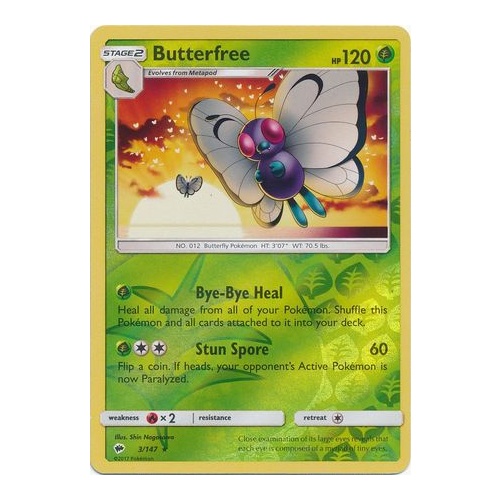 STAGE2 Butterfree HP 120
Evolves from Metapod
NO. 012 Butterfly Pokémon HT: 3'07" WT: 70.5 lbs.
Bye-Bye Heal
Heal all damage from all of your Pokémon. Shuffle this
Pokémon and all cards attached to it into your deck.
Stun Spore 60
Flip a coin. If heads, your opponent's Active Pokémon is
now Paralyzed.
weakness × 2 resistance retreat
Illus. Shin Nagasawa
3/147
©2017 Pokémon
Close examination of its large eyes reveals that
each eye is composed of a myriad of tiny eyes.